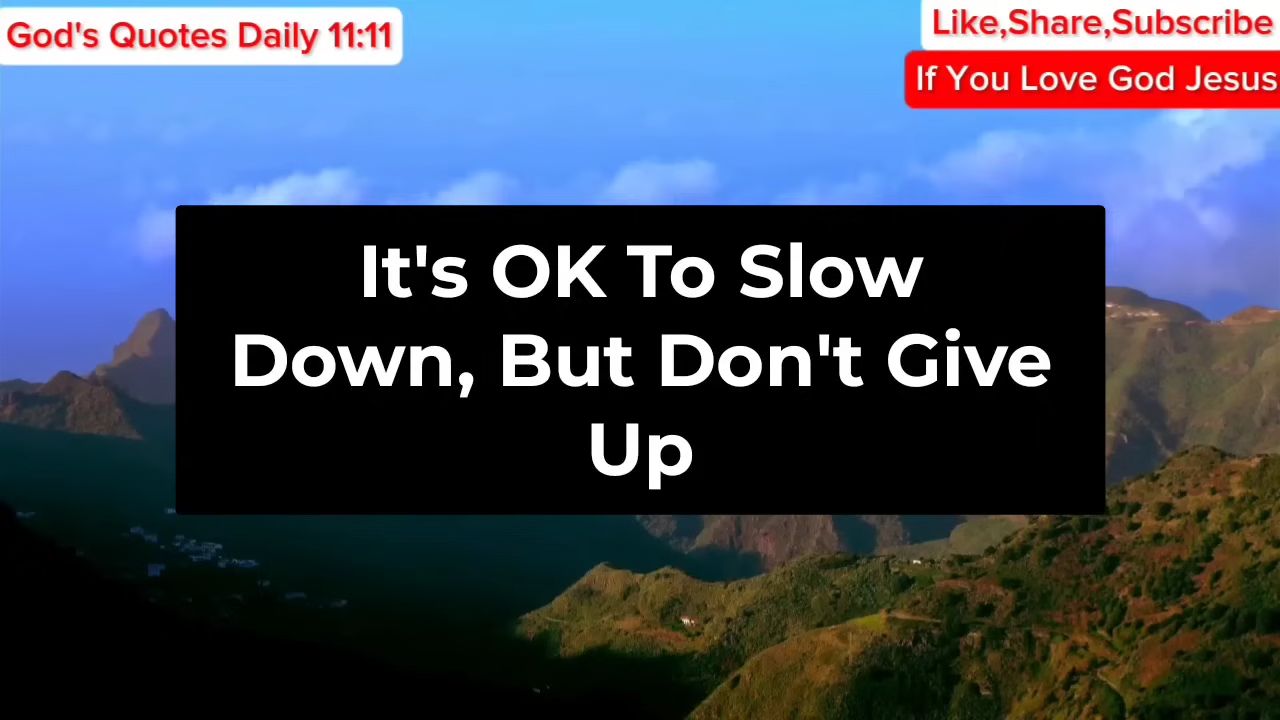 God's Quotes Daily 11:11
Like,Share,Subscribe
If You Love God Jesus
It's OK To Slow
Down, But Don't Give
Up